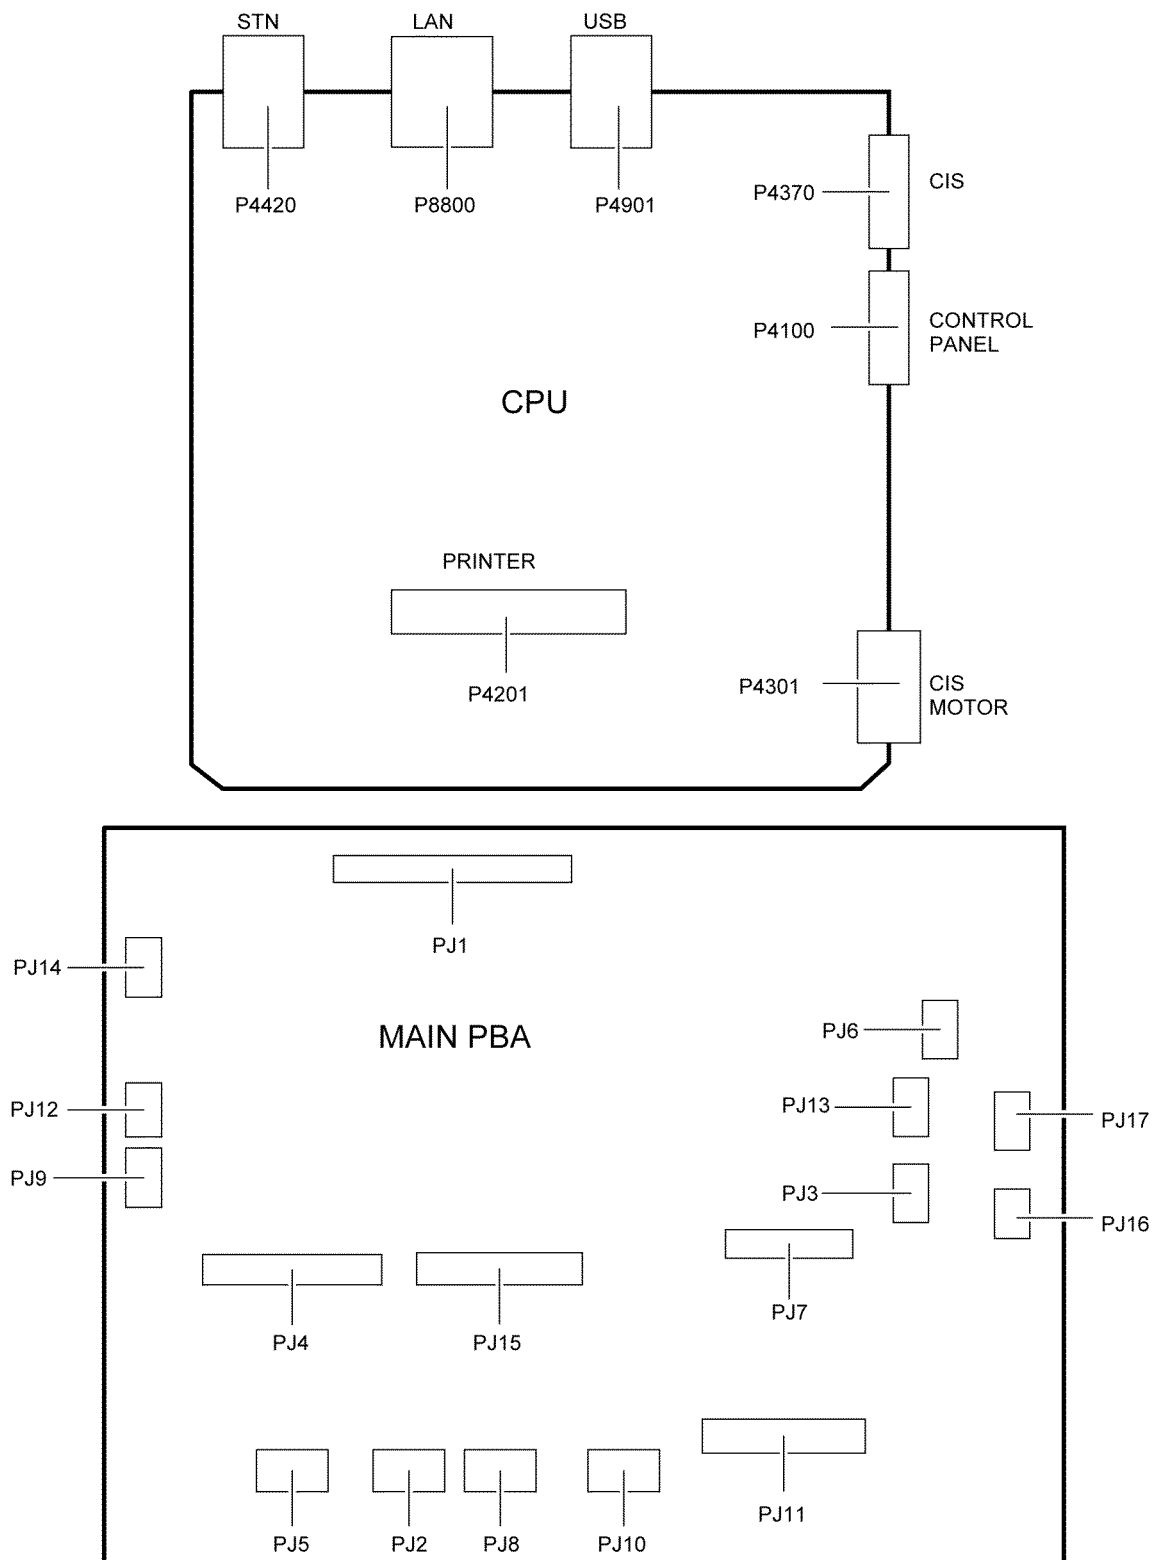 STN
LAN
USB
P4420
P8800
P4901
P4370
CIS
P4100
CONTROL
PANEL
CPU
PRINTER
P4201
P4301
CIS
MOTOR
PJ1
PJ14
MAIN PBA
PJ6
PJ12
PJ13
PJ17
PJ9
PJ3
PJ16
PJ4
PJ15
PJ7
PJ11
PJ5
PJ2
PJ8
PJ10